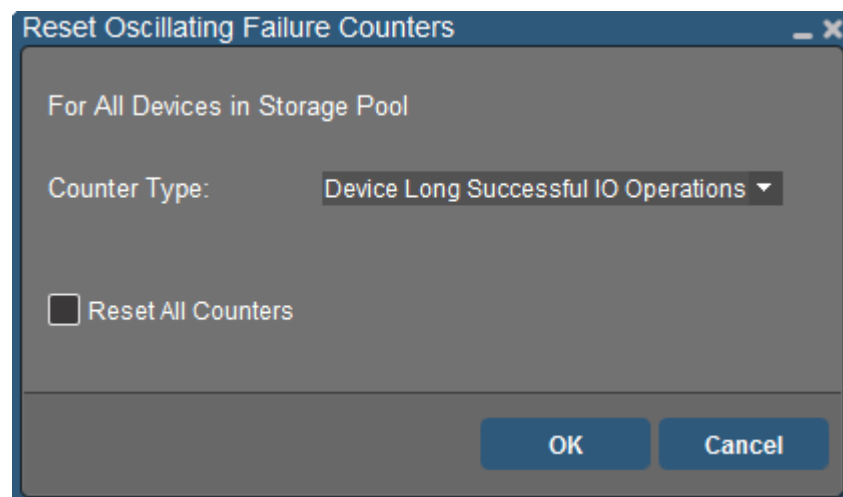 Reset Oscillating Failure Counters
For All Devices in Storage Pool
Counter Type: Device Long Successful IO Operations
Reset All Counters
OK Cancel